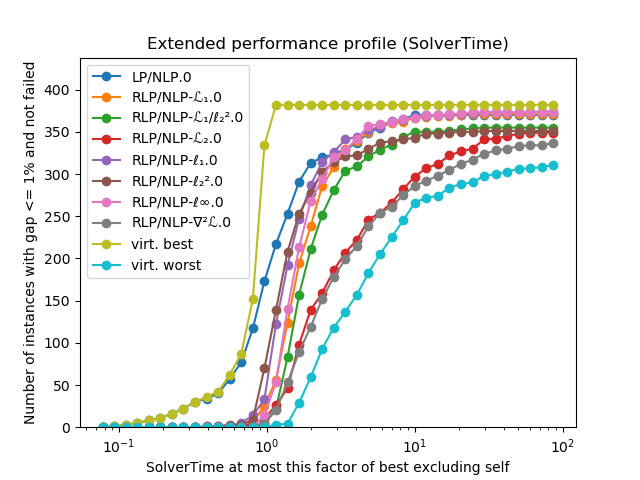 Extended performance profile (SolverTime)
Number of instances with gap <= 1% and not failed
400
350
300
250
200
150
100
50
0
LP/NLP.0
RLP/NLP-ℒ₁.0
RLP/NLP-ℒ₁/ℓ₂².0
RLP/NLP-ℒ₂.0
RLP/NLP-ℓ₁.0
RLP/NLP-ℓ₂².0
RLP/NLP-ℓ∞.0
RLP/NLP-∇²ℒ.0
virt. best
virt. worst
10⁻¹ 10⁰ 10¹ 10²
SolverTime at most this factor of best excluding self